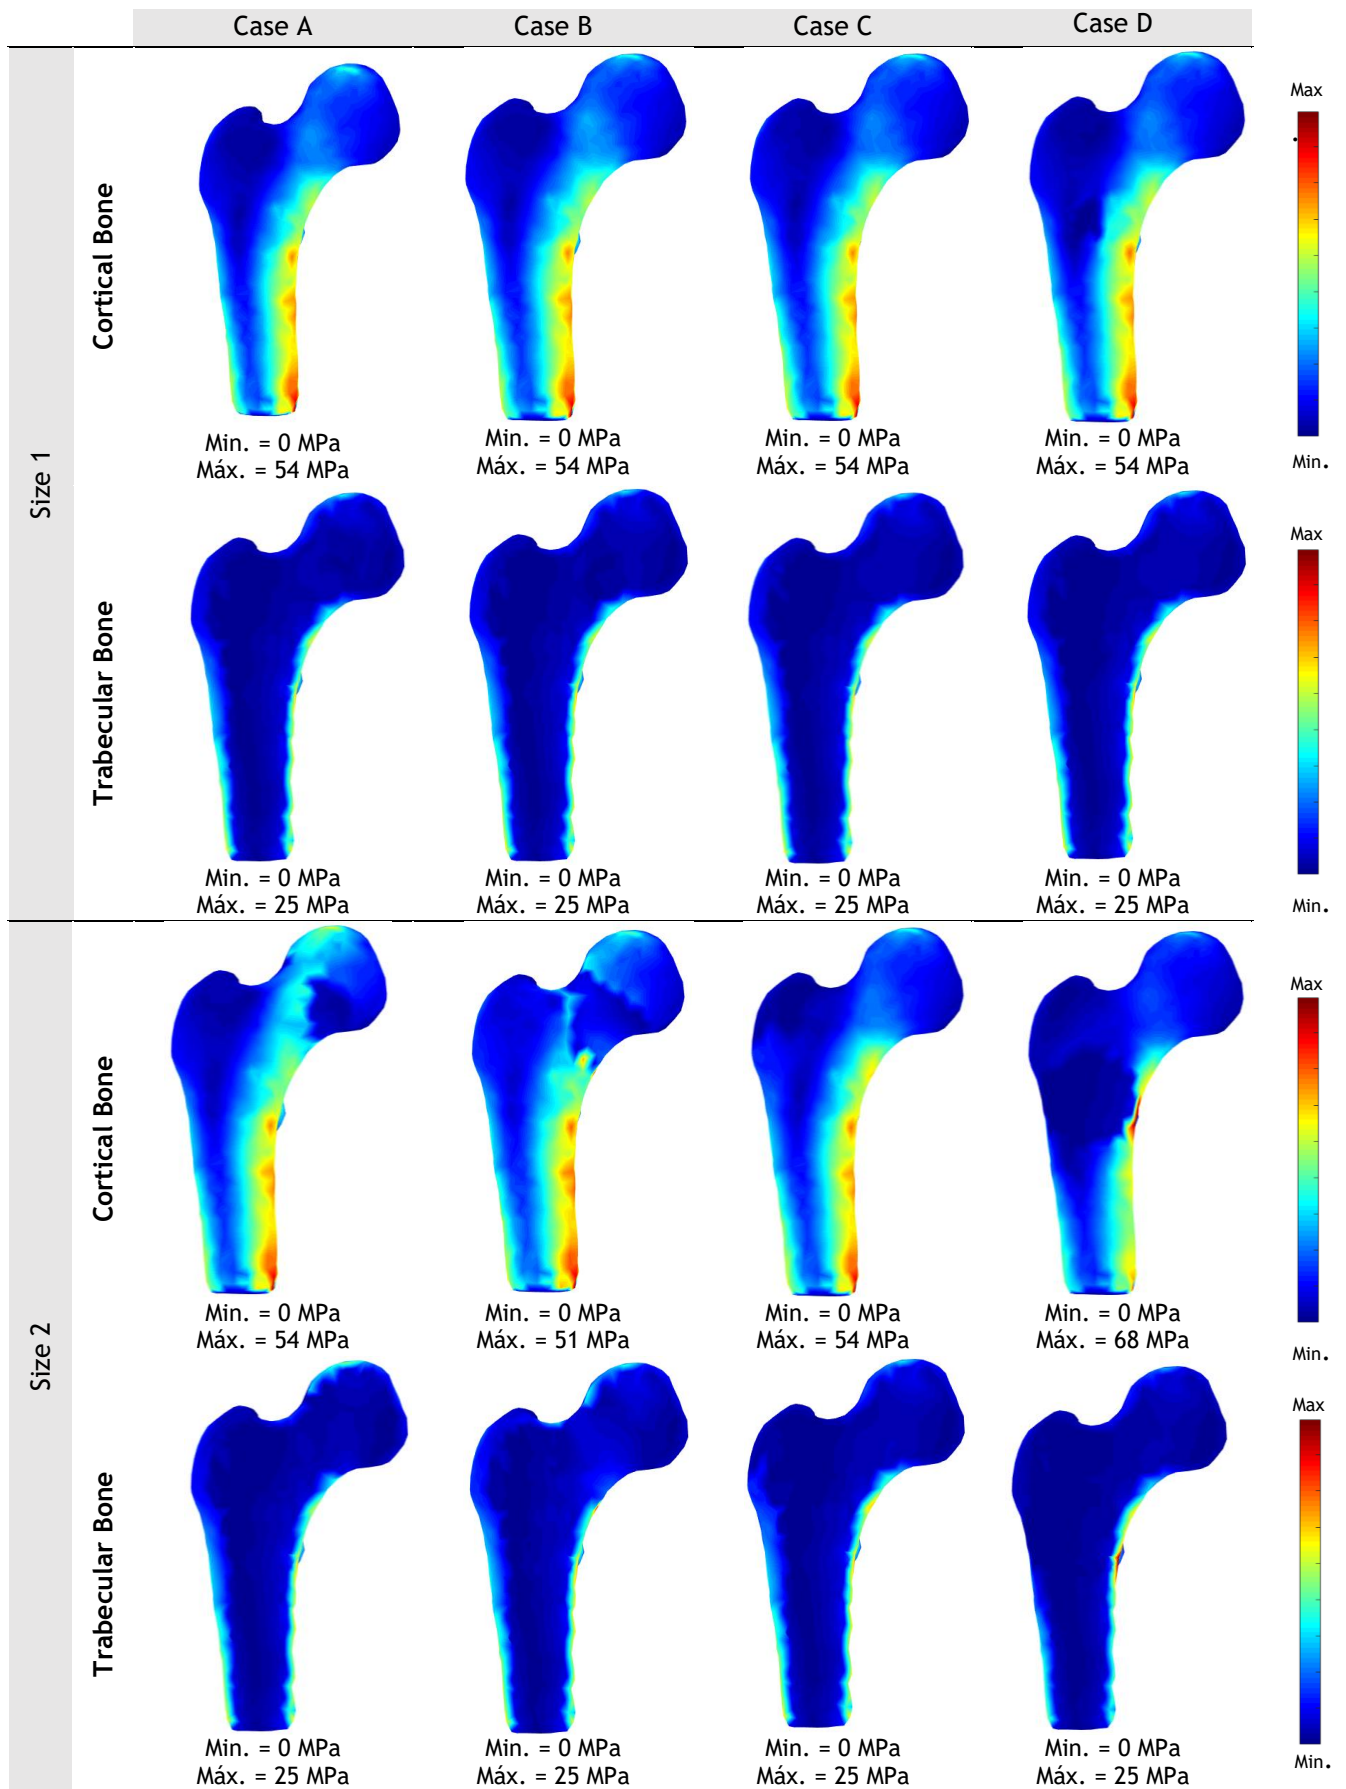 Case A Case B Case C Case D
Size 1
Cortical Bone
Max
Min. = 0 MPa Min. = 0 MPa Min. = 0 MPa Min. = 0 MPa
Máx. = 54 MPa Máx. = 54 MPa Máx. = 54 MPa Máx. = 54 MPa
Min.
Trabecular Bone
Max
Min. = 0 MPa Min. = 0 MPa Min. = 0 MPa Min. = 0 MPa
Máx. = 25 MPa Máx. = 25 MPa Máx. = 25 MPa Máx. = 25 MPa
Min.
Size 2
Cortical Bone
Max
Min. = 0 MPa Min. = 0 MPa Min. = 0 MPa Min. = 0 MPa
Máx. = 54 MPa Máx. = 51 MPa Máx. = 54 MPa Máx. = 68 MPa
Min.
Trabecular Bone
Max
Min. = 0 MPa Min. = 0 MPa Min. = 0 MPa Min. = 0 MPa
Máx. = 25 MPa Máx. = 25 MPa Máx. = 25 MPa Máx. = 25 MPa
Min.